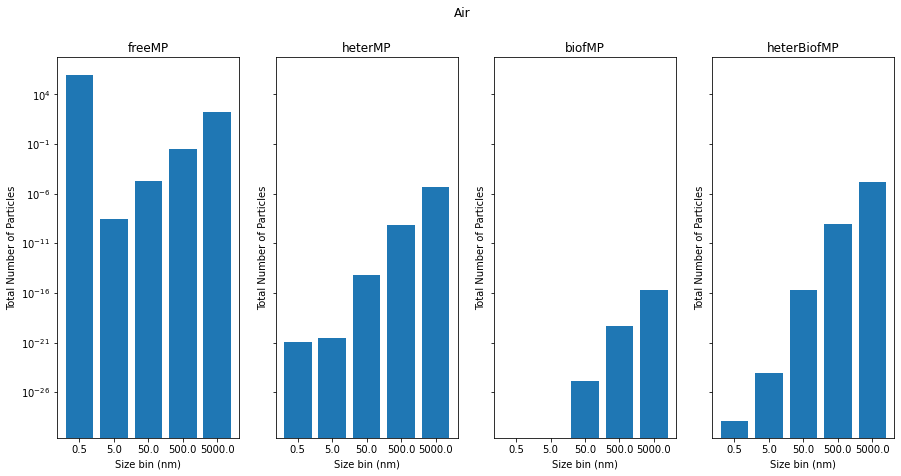 Air
freeMP
heterMP
biofMP
heterBiofMP
Total Number of Particles
10^4
10^-1
10^-6
10^-11
10^-16
10^-21
10^-26
0.5 5.0 50.0 500.0 5000.0
Size bin (nm)
Total Number of Particles
0.5 5.0 50.0 500.0 5000.0
Size bin (nm)
Total Number of Particles
0.5 5.0 50.0 500.0 5000.0
Size bin (nm)
Total Number of Particles
0.5 5.0 50.0 500.0 5000.0
Size bin (nm)